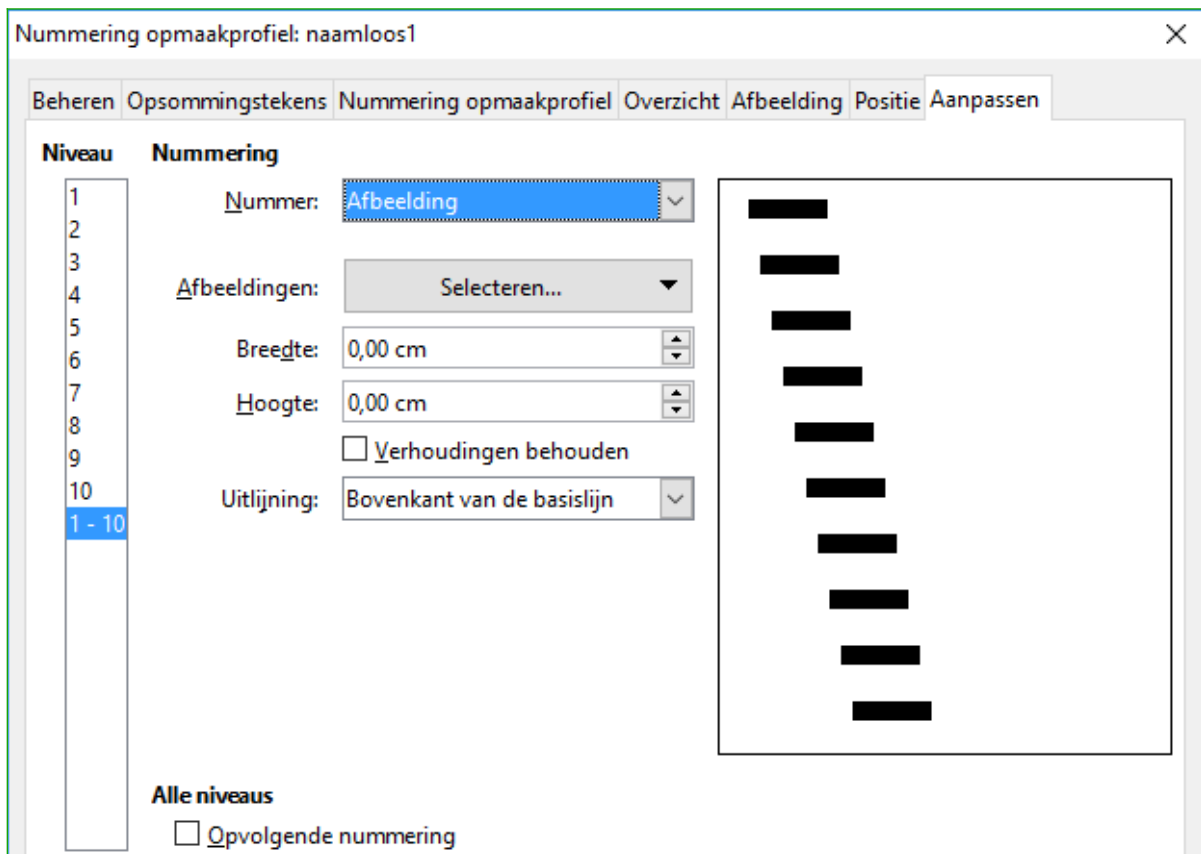 Nummering opmaakprofiel: naamloos1
Beheren Opsommingstekens Nummering opmaakprofiel Overzicht Afbeelding Positie Aanpassen
Niveau Nummering
1
2
3
4
5
6
7
8
9
10
1 - 10
Nummer: Afbeelding
Afbeeldingen: Selecteren...
Breedte: 0,00 cm
Hoogte: 0,00 cm
Verhoudingen behouden
Uitlijning: Bovenkant van de basislijn
Alle niveaus
Opvolgende nummering